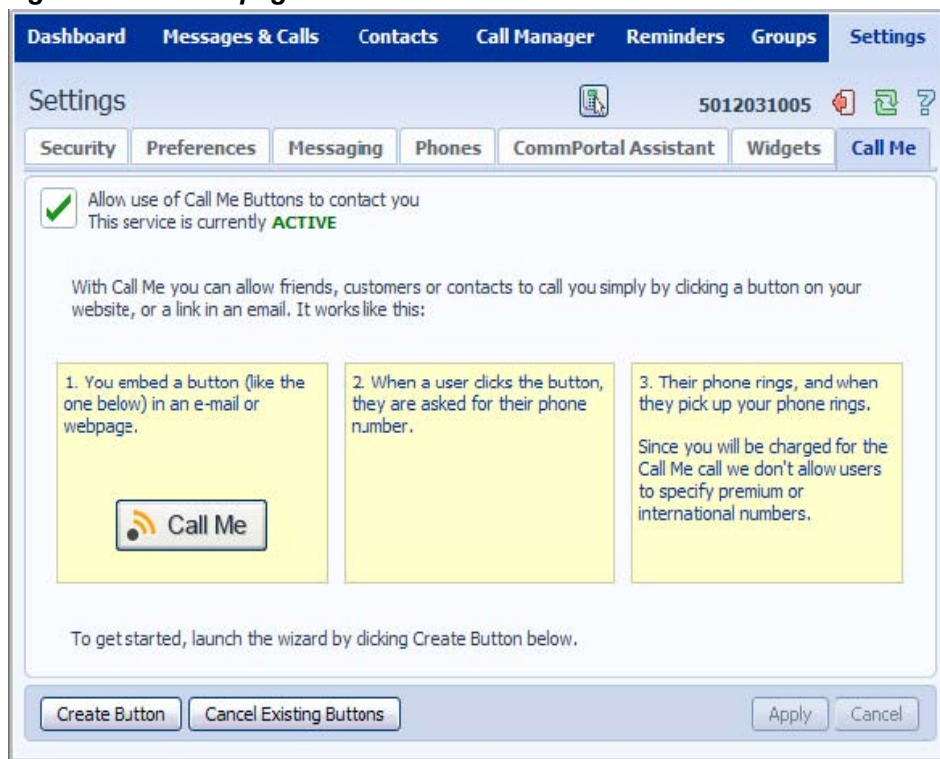 Dashboard Messages & Calls Contacts Call Manager Reminders Groups Settings
Settings 5012031005
Security Preferences Messaging Phones CommPortal Assistant Widgets Call Me
Allow use of Call Me Buttons to contact you
This service is currently ACTIVE
With Call Me you can allow friends, customers or contacts to call you simply by clicking a button on your
website, or a link in an email. It works like this:
1. You embed a button (like the
one below) in an e-mail or
webpage.
Call Me
2. When a user clicks the button,
they are asked for their phone
number.
3. Their phone rings, and when
they pick up your phone rings.
Since you will be charged for the
Call Me call we don't allow users
to specify premium or
international numbers.
To get started, launch the wizard by clicking Create Button below.
Create Button Cancel Existing Buttons Apply Cancel